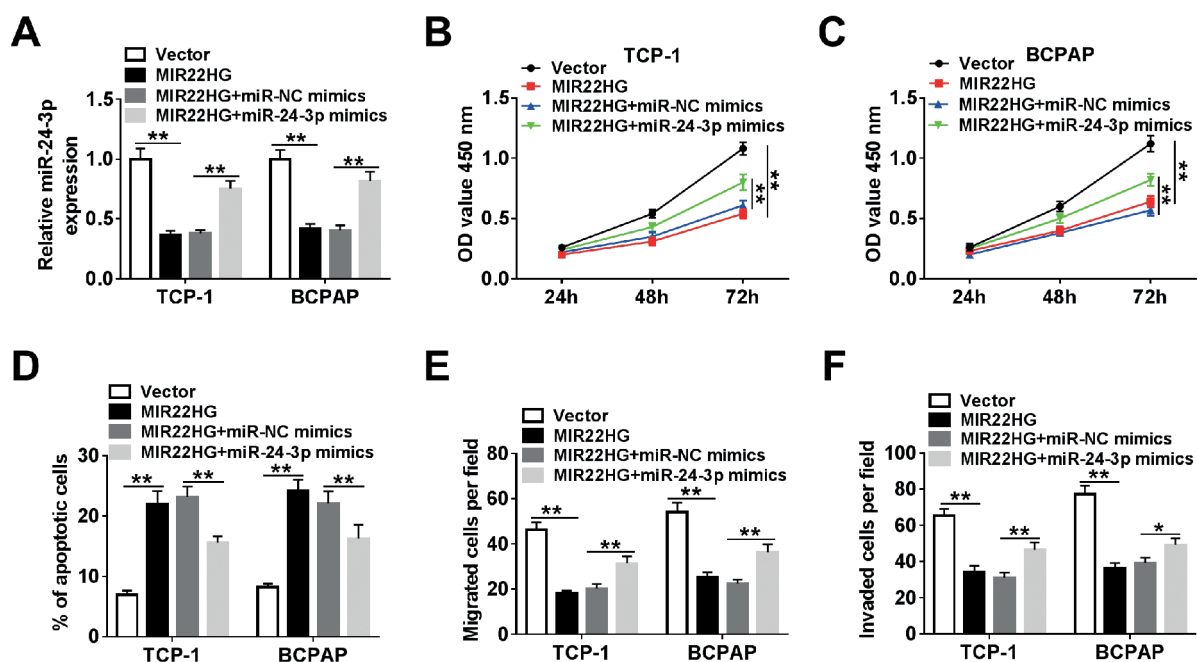 A
Vector
MIR22HG
MIR22HG+miR-NC mimics
MIR22HG+miR-24-3p mimics
Relative miR-24-3p
expression
1.5
1.0
0.5
0.0
**
**
**
**
TCP-1
BCPAP
B
TCP-1
Vector
MIR22HG
MIR22HG+miR-NC mimics
MIR22HG+miR-24-3p mimics
OD value 450 nm
1.5
1.0
0.5
0.0
**
**
24h
48h
72h
C
BCPAP
Vector
MIR22HG
MIR22HG+miR-NC mimics
MIR22HG+miR-24-3p mimics
OD value 450 nm
1.5
1.0
0.5
0.0
**
**
24h
48h
72h
D
Vector
MIR22HG
MIR22HG+miR-NC mimics
MIR22HG+miR-24-3p mimics
% of apoptotic cells
30
20
10
0
**
**
**
**
TCP-1
BCPAP
E
Vector
MIR22HG
MIR22HG+miR-NC mimics
MIR22HG+miR-24-3p mimics
Migrated cells per field
80
60
40
20
0
**
**
**
**
TCP-1
BCPAP
F
Vector
MIR22HG
MIR22HG+miR-NC mimics
MIR22HG+miR-24-3p mimics
Invaded cells per field
100
80
60
40
20
0
**
**
**
*
TCP-1
BCPAP